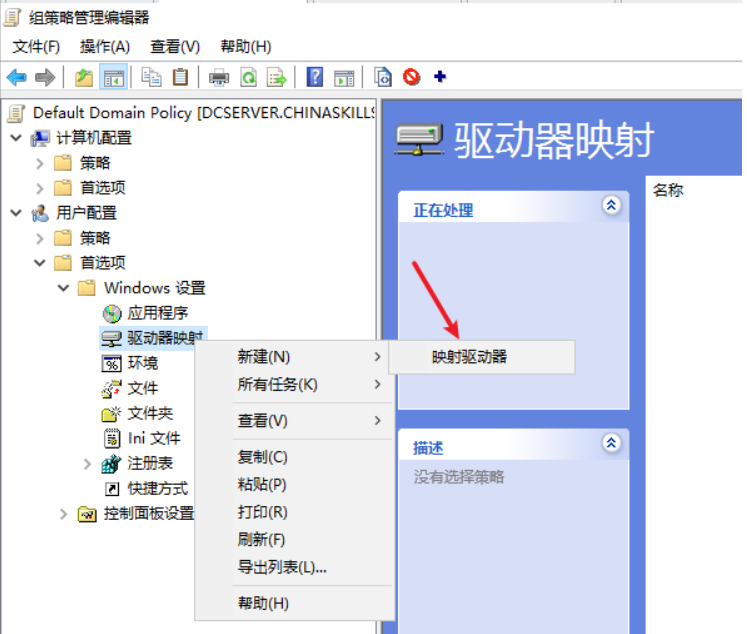 组策略管理编辑器
文件(F) 操作(A) 查看(V) 帮助(H)
Default Domain Policy [DCSERVER.CHINASKILLS
计算机配置
策略
首选项
用户配置
策略
首选项
Windows 设置
应用程序
驱动器映射
环境
文件
文件夹
Ini 文件
注册表
快捷方式
控制面板设置
新建(N)
所有任务(K)
查看(V)
复制(C)
粘贴(P)
打印(R)
刷新(F)
导出列表(L)...
帮助(H)
映射驱动器
驱动器映射
正在处理
描述
没有选择策略
名称